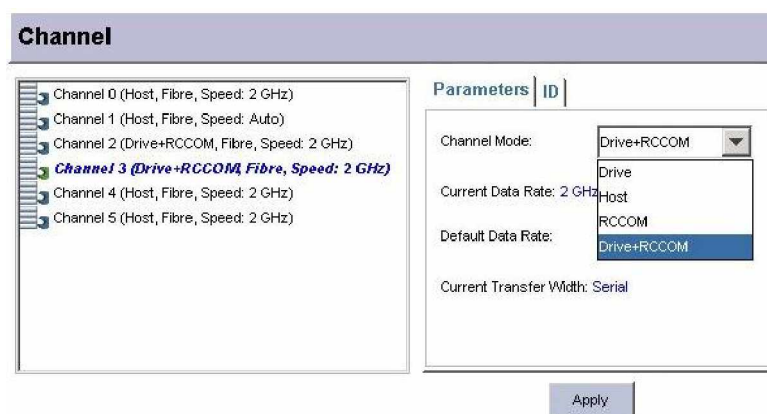 Channel
Channel 0 (Host, Fibre, Speed: 2 GHz)
Channel 1 (Host, Fibre, Speed: Auto)
Channel 2 (Drive+RCCOM, Fibre, Speed: 2 GHz)
Channel 3 (Drive+RCCOM, Fibre, Speed: 2 GHz)
Channel 4 (Host, Fibre, Speed: 2 GHz)
Channel 5 (Host, Fibre, Speed: 2 GHz)
Parameters ID
Channel Mode: Drive+RCCOM
Drive
Current Data Rate: 2 GHz
Host
RCCOM
Default Data Rate:
Drive+RCCOM
Current Transfer Width: Serial
Apply